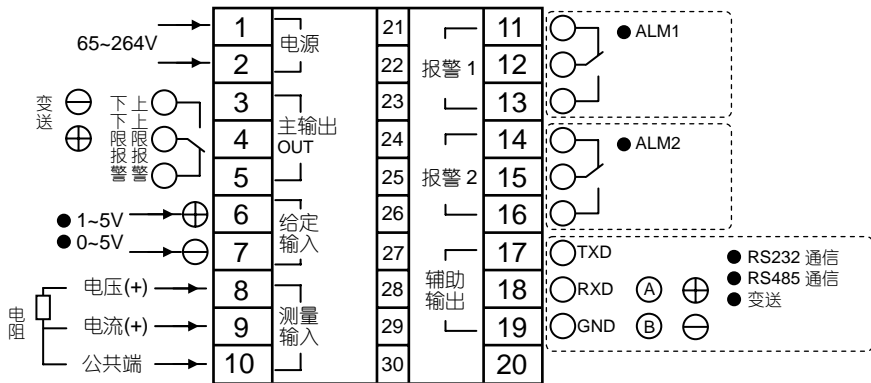 65~264V
1
2
电源
变送
下下限报警
上上限报警
3
4
5
主输出
OUT
● 1~5V
● 0~5V
6
7
给定
输入
电阻
电压(+)
电流(+)
公共端
8
9
10
测量
输入
21
22
23
24
25
26
27
28
29
30
报警 1
11
12
13
● ALM1
报警 2
14
15
16
● ALM2
辅助
输出
17
18
19
20
TXD
RXD A
GND B
● RS232 通信
● RS485 通信
● 变送